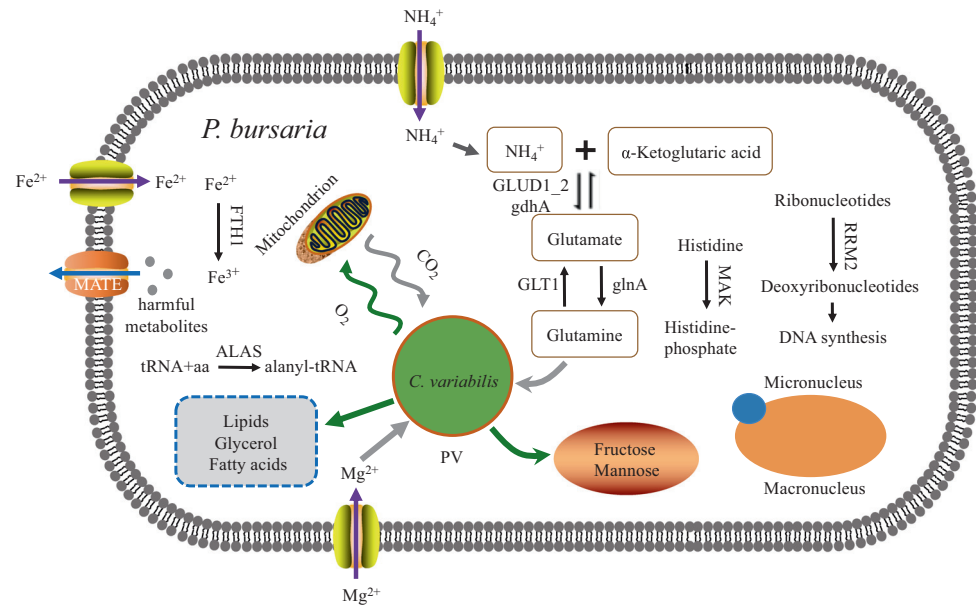 NH₄⁺
NH₄⁺
P. bursaria
NH₄⁺
+
α-Ketoglutaric acid
GLUD1_2
gdhA
Fe²⁺
Fe²⁺
Fe²⁺
FTH1
Fe³⁺
Mitochondrion
CO₂
O₂
Glutamate
GLT1
glnA
Glutamine
Histidine
MAK
Histidine-
phosphate
Ribonucleotides
RRM2
Deoxyribonucleotides
DNA synthesis
MATE
harmful
metabolites
ALAS
tRNA+aa
alanyl-tRNA
C. variabilis
PV
Lipids
Glycerol
Fatty acids
Fructose
Mannose
Micronucleus
Macronucleus
Mg²⁺
Mg²⁺